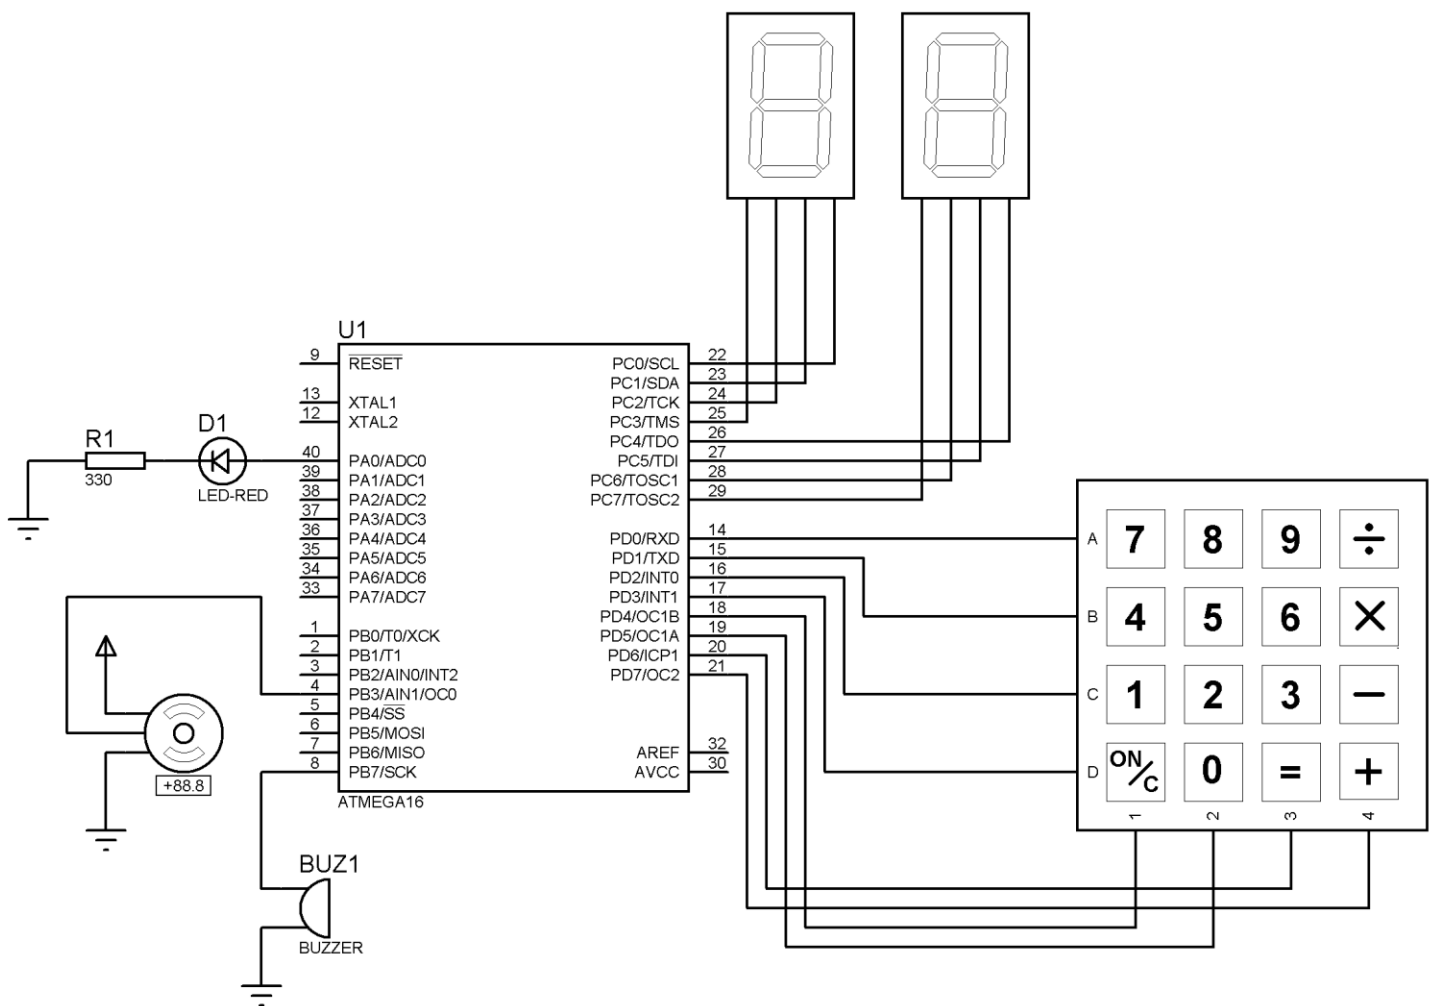 U1
9 RESET
13 XTAL1
12 XTAL2
40 PA0/ADC0
39 PA1/ADC1
38 PA2/ADC2
37 PA3/ADC3
36 PA4/ADC4
35 PA5/ADC5
34 PA6/ADC6
33 PA7/ADC7
1 PB0/T0/XCK
2 PB1/T1
3 PB2/AIN0/INT2
4 PB3/AIN1/OC0
5 PB4/SS
6 PB5/MOSI
7 PB6/MISO
8 PB7/SCK
PC0/SCL 22
PC1/SDA 23
PC2/TCK 24
PC3/TMS 25
PC4/TDO 26
PC5/TDI 27
PC6/TOSC1 28
PC7/TOSC2 29
PD0/RXD 14
PD1/TXD 15
PD2/INT0 16
PD3/INT1 17
PD4/OC1B 18
PD5/OC1A 19
PD6/ICP1 20
PD7/OC2 21
AREF 32
AVCC 30
ATMEGA16
D1
LED-RED
R1
330
+88.8
BUZ1
BUZZER
A 7 8 9 ÷
B 4 5 6 ×
C 1 2 3 −
D ON/C 0 = +
1 2 3 4